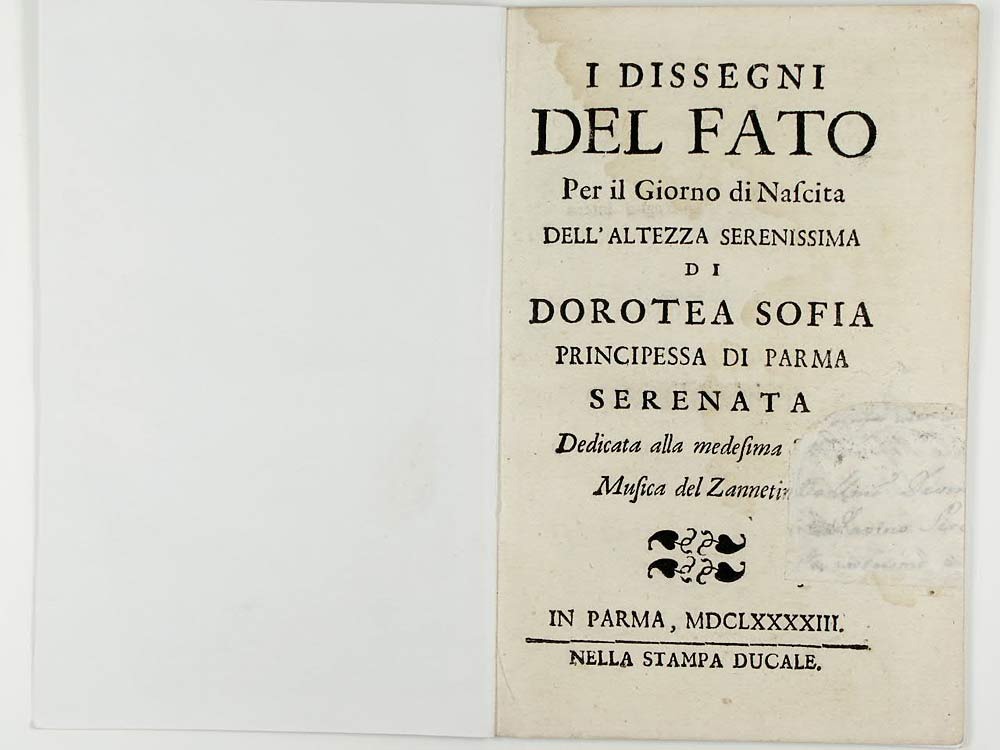 I DISSEGNI
DEL FATO
Per il Giorno di Naſcita
DELL'ALTEZZA SERENISSIMA
DI
DOROTEA SOFIA
PRINCIPESSA DI PARMA
SERENATA
Dedicata alla medeſima
Muſica del Zannetin
IN PARMA, MDCLXXXXIII.
NELLA STAMPA DUCALE.